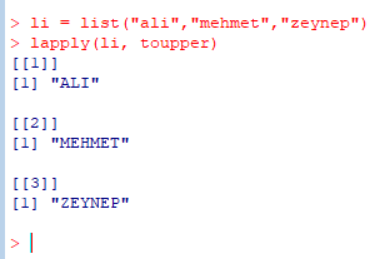 > li = list("ali","mehmet","zeynep")
> lapply(li, toupper)
[[1]]
[1] "ALI"
[[2]]
[1] "MEHMET"
[[3]]
[1] "ZEYNEP"
>